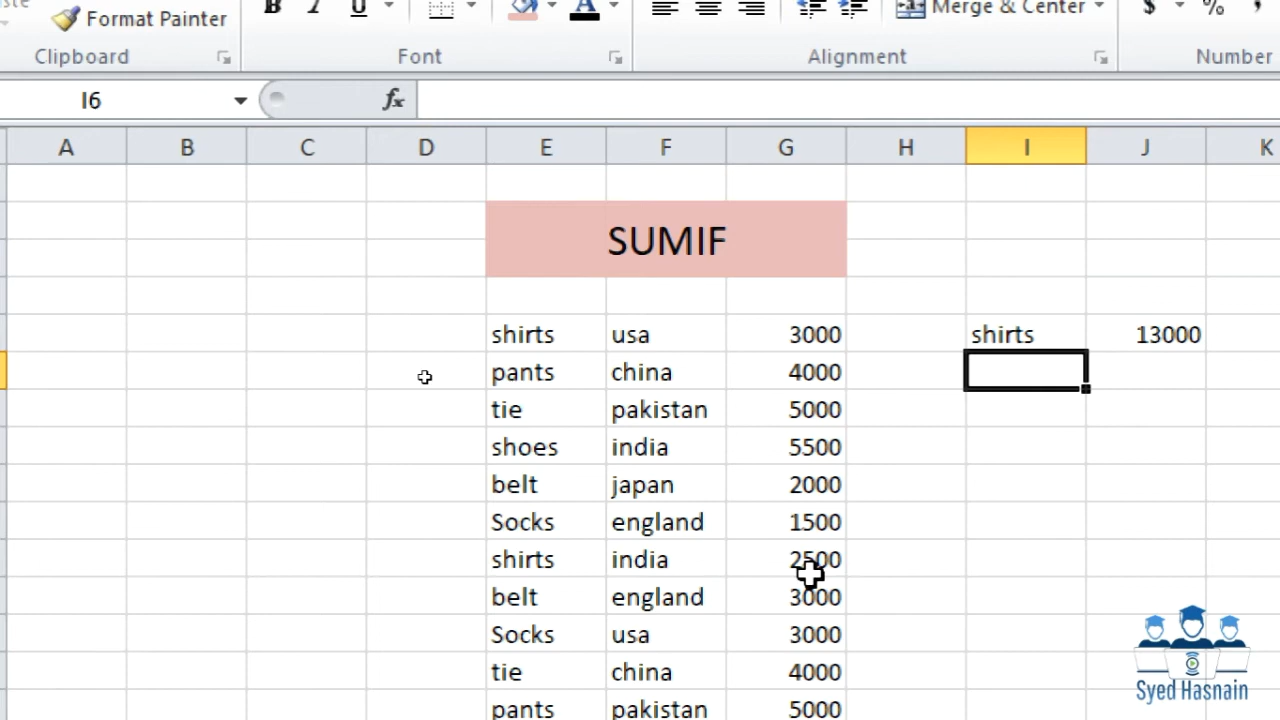 Format Painter
B I U A
Merge & Center $ % ,
Clipboard Font Alignment Number
I6 fx
A B C D E F G H I J K
SUMIF
shirts usa 3000 shirts 13000
pants china 4000
tie pakistan 5000
shoes india 5500
belt japan 2000
Socks england 1500
shirts india 2500
belt england 3000
Socks usa 3000
tie china 4000
pants pakistan 5000
Syed Hasnain